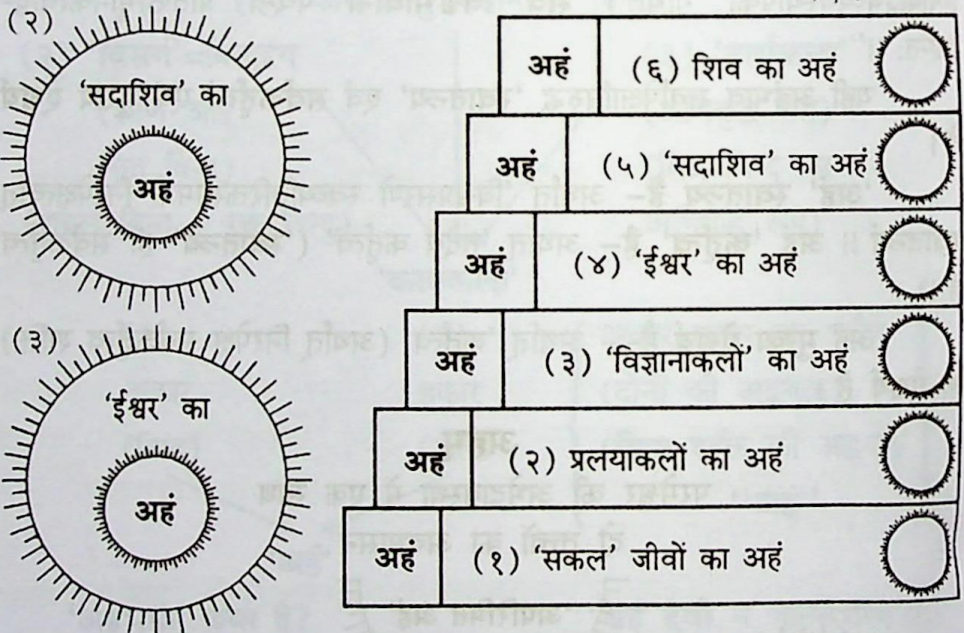 (२)
‘सदाशिव’ का
अहं
(३)
‘ईश्वर’ का
अहं
अहं (६) शिव का अहं
अहं (५) ‘सदाशिव’ का अहं
अहं (४) ‘ईश्वर’ का अहं
अहं (३) ‘विज्ञानाकलों’ का अहं
अहं (२) प्रलयाकलों का अहं
अहं (१) ‘सकल’ जीवों का अहं